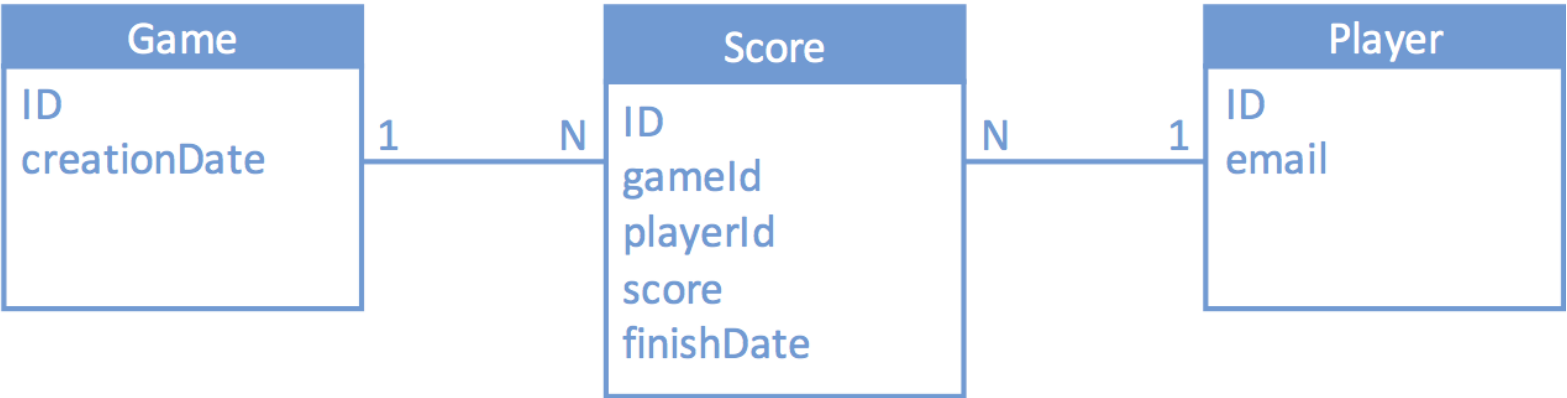 Game
ID
creationDate
1
N
Score
ID
gameId
playerId
score
finishDate
N
1
Player
ID
email